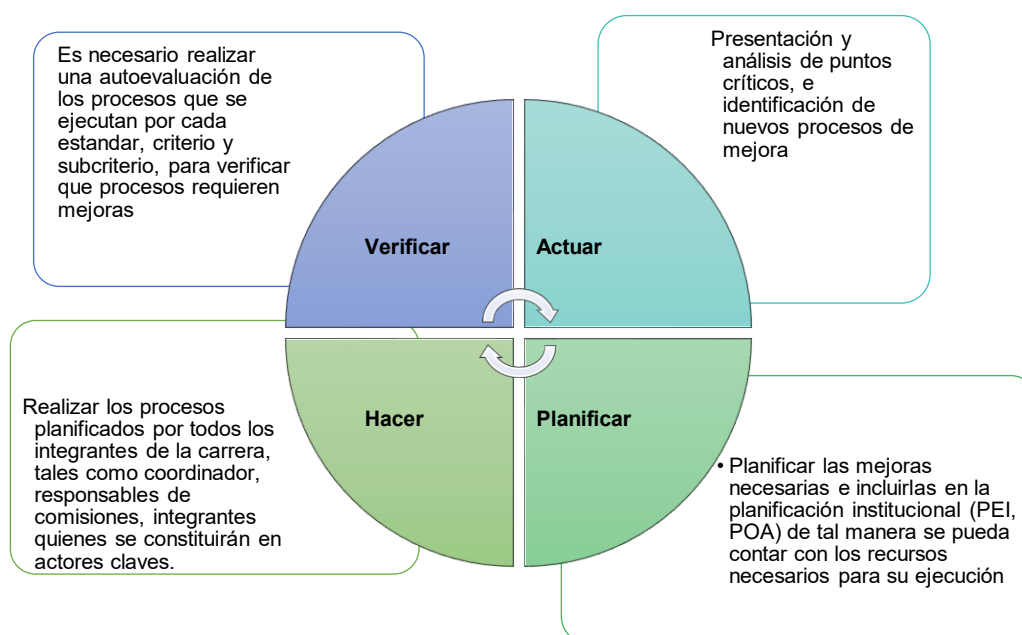 Es necesario realizar
una autoevaluación de
los procesos que se
ejecutan por cada
estandar, criterio y
subcriterio, para verificar
que procesos requieren
mejoras
Presentación y
análisis de puntos
críticos, e
identificación de
nuevos procesos de
mejora
Verificar
Actuar
Hacer
Planificar
Realizar los procesos
planificados por todos los
integrantes de la carrera,
tales como coordinador,
responsables de
comisiones, integrantes
quienes se constituirán en
actores claves.
• Planificar las mejoras
necesarias e incluirlas en la
planificación institucional (PEI,
POA) de tal manera se pueda
contar con los recursos
necesarios para su ejecución